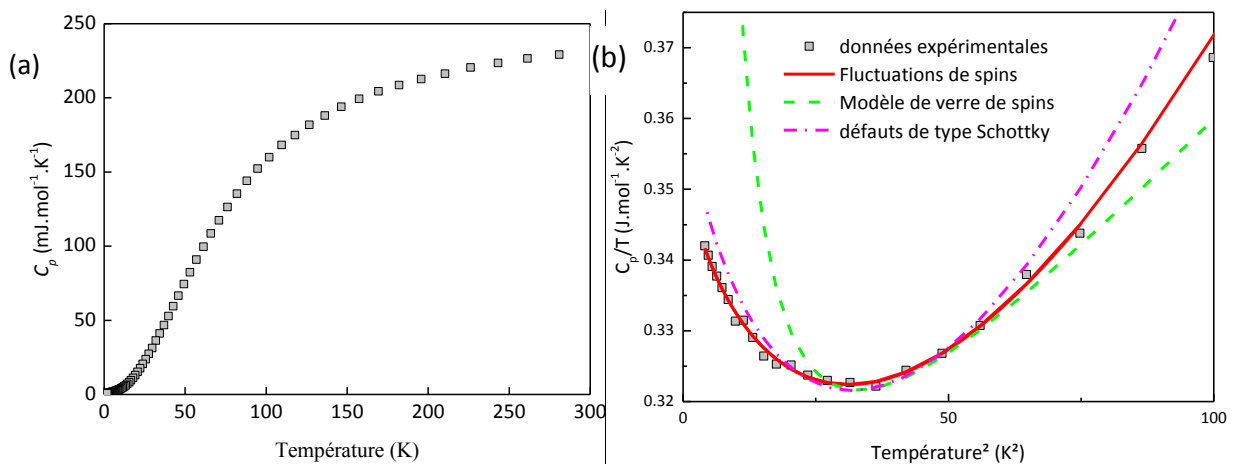 (a)
250
200
150
100
50
0
C_p (mJ.mol⁻¹.K⁻¹)
0 50 100 150 200 250 300
Température (K)
(b)
données expérimentales
Fluctuations de spins
Modèle de verre de spins
défauts de type Schottky
0.37
0.36
0.35
0.34
0.33
0.32
C_p/T (J.mol⁻¹.K⁻²)
0 50 100
Température² (K²)